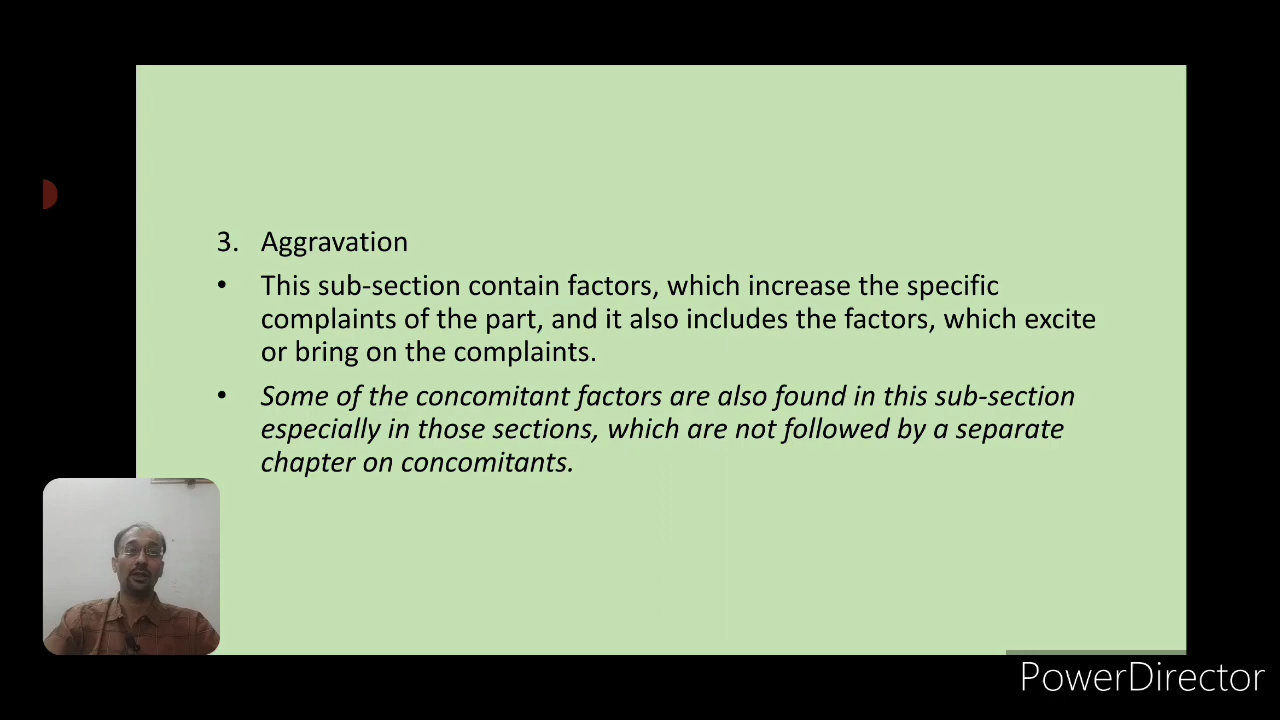 3. Aggravation
• This sub-section contain factors, which increase the specific
complaints of the part, and it also includes the factors, which excite
or bring on the complaints.
• Some of the concomitant factors are also found in this sub-section
especially in those sections, which are not followed by a separate
chapter on concomitants.
PowerDirector